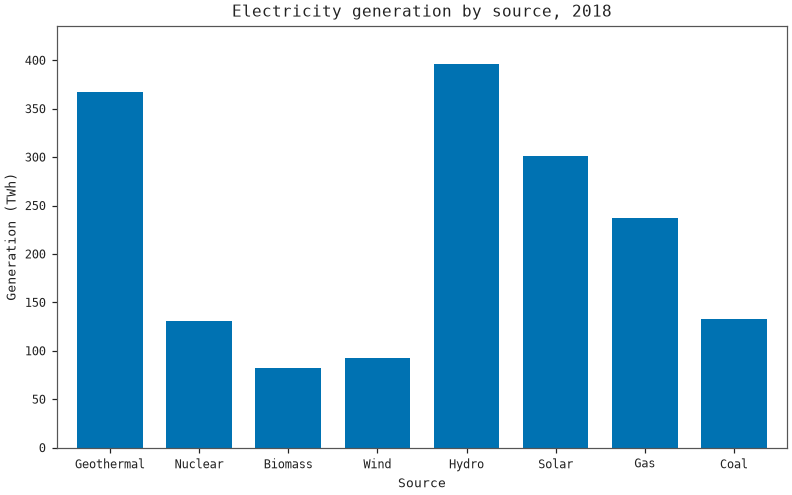 Electricity generation by source, 2018
Generation (TWh)
400
350
300
250
200
150
100
50
0
Geothermal Nuclear Biomass Wind Hydro Solar Gas Coal
Source